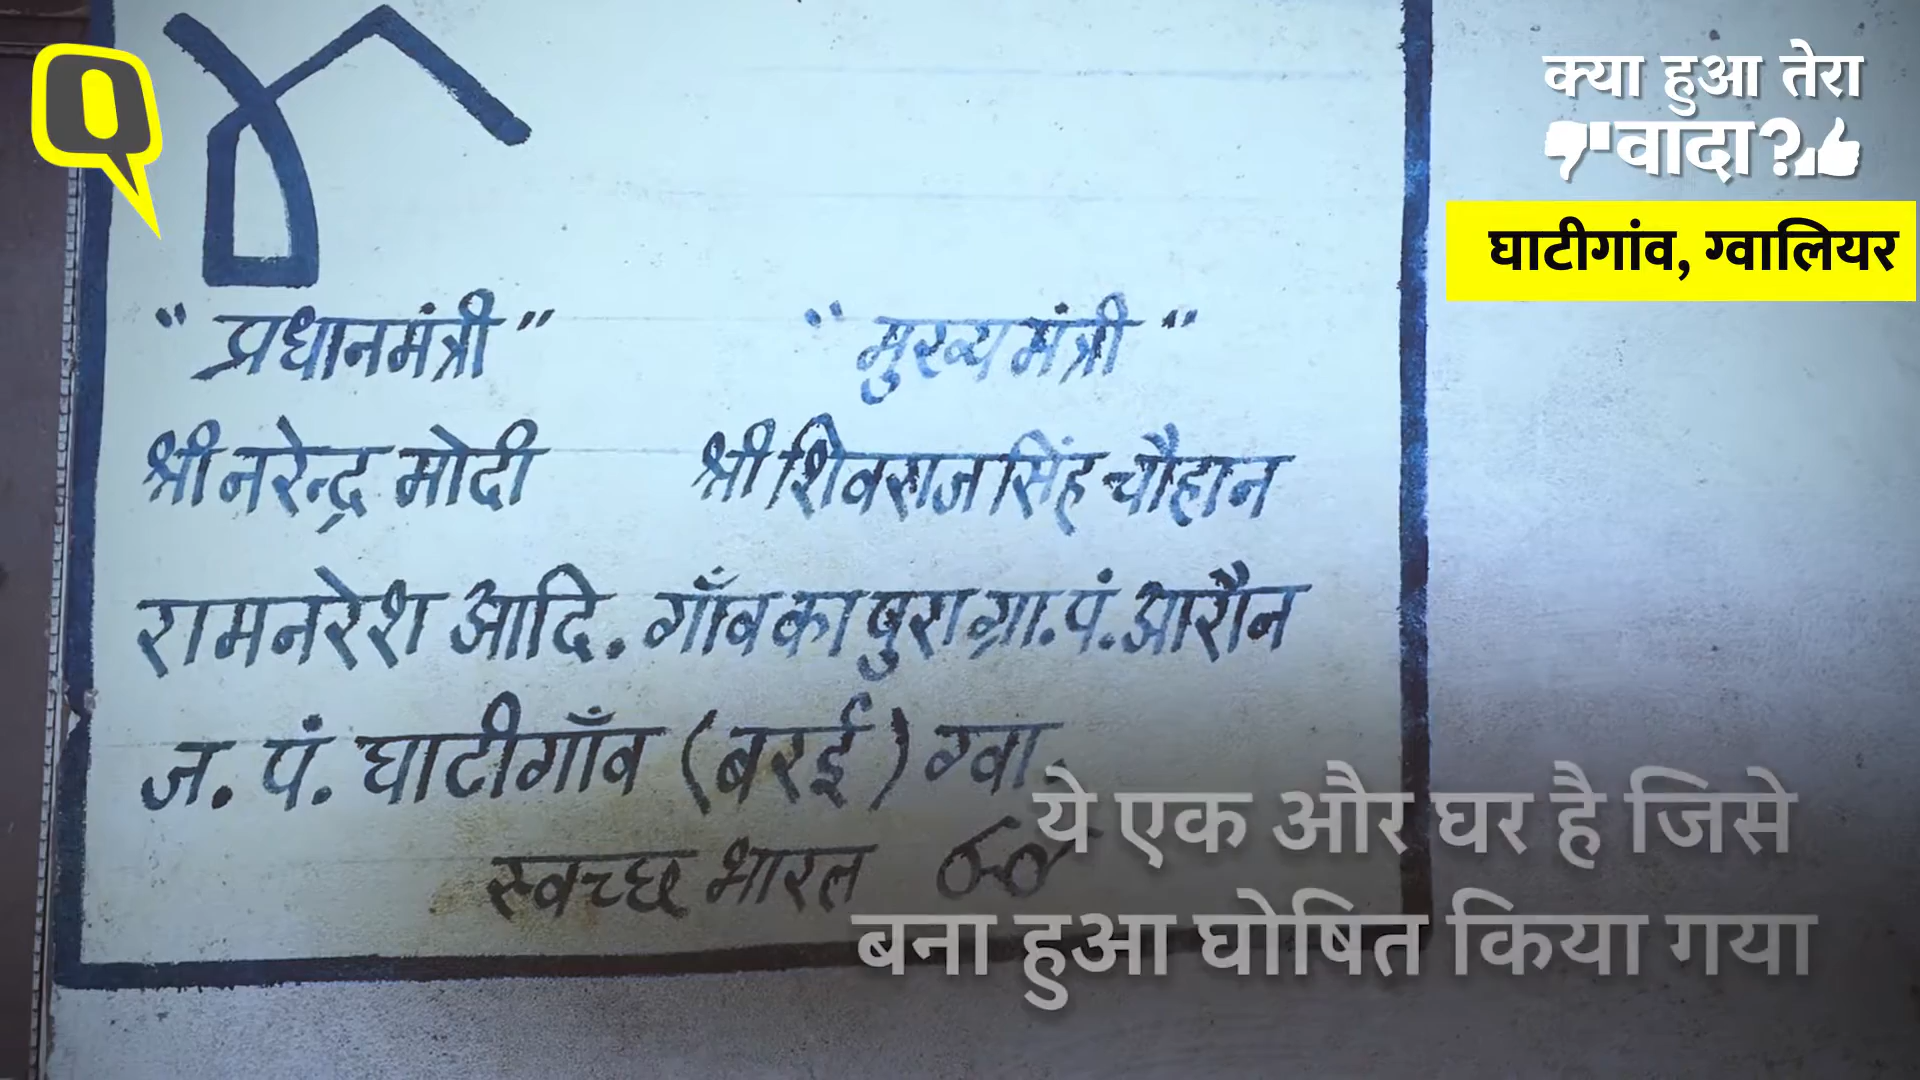 क्या हुआ तेरा
वादा?
घाटीगांव, ग्वालियर
"प्रधानमंत्री" "मुख्यमंत्री"
श्री नरेन्द्र मोदी श्री शिवराज सिंह चौहान
रामनरेश आदि. गाँव का पुरा ग्रा.पं. आरौन
ज. पं. घाटीगाँव (बरई) ग्वा.
स्वच्छ भारत
ये एक और घर है जिसे
बना हुआ घोषित किया गया